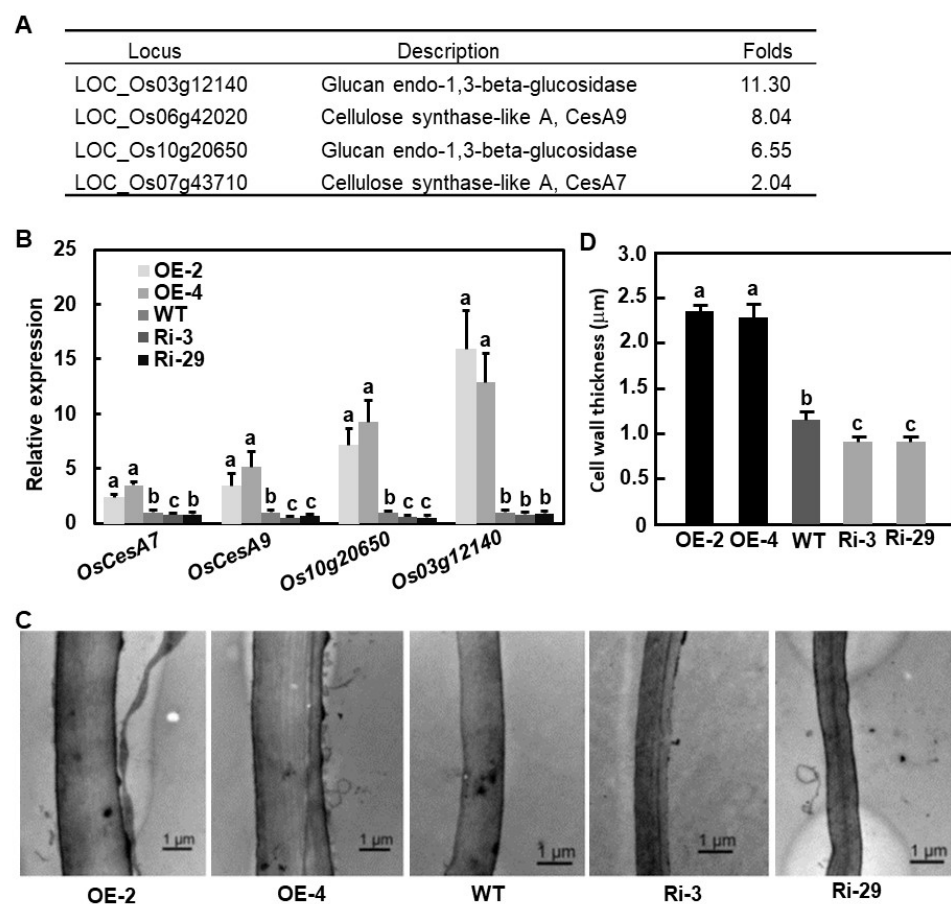 A
Locus Description Folds
LOC_Os03g12140 Glucan endo-1,3-beta-glucosidase 11.30
LOC_Os06g42020 Cellulose synthase-like A, CesA9 8.04
LOC_Os10g20650 Glucan endo-1,3-beta-glucosidase 6.55
LOC_Os07g43710 Cellulose synthase-like A, CesA7 2.04
B
Relative expression
25
20
15
10
5
0
OE-2
OE-4
WT
Ri-3
Ri-29
a a b c b
a a b c c
a a b c c
a a b b b
OsCesA7 OsCesA9 Os10g20650 Os03g12140
D
Cell wall thickness (μm)
3.0
2.5
2.0
1.5
1.0
0.5
0
a a b c c
OE-2 OE-4 WT Ri-3 Ri-29
C
1 μm 1 μm 1 μm 1 μm 1 μm
OE-2 OE-4 WT Ri-3 Ri-29